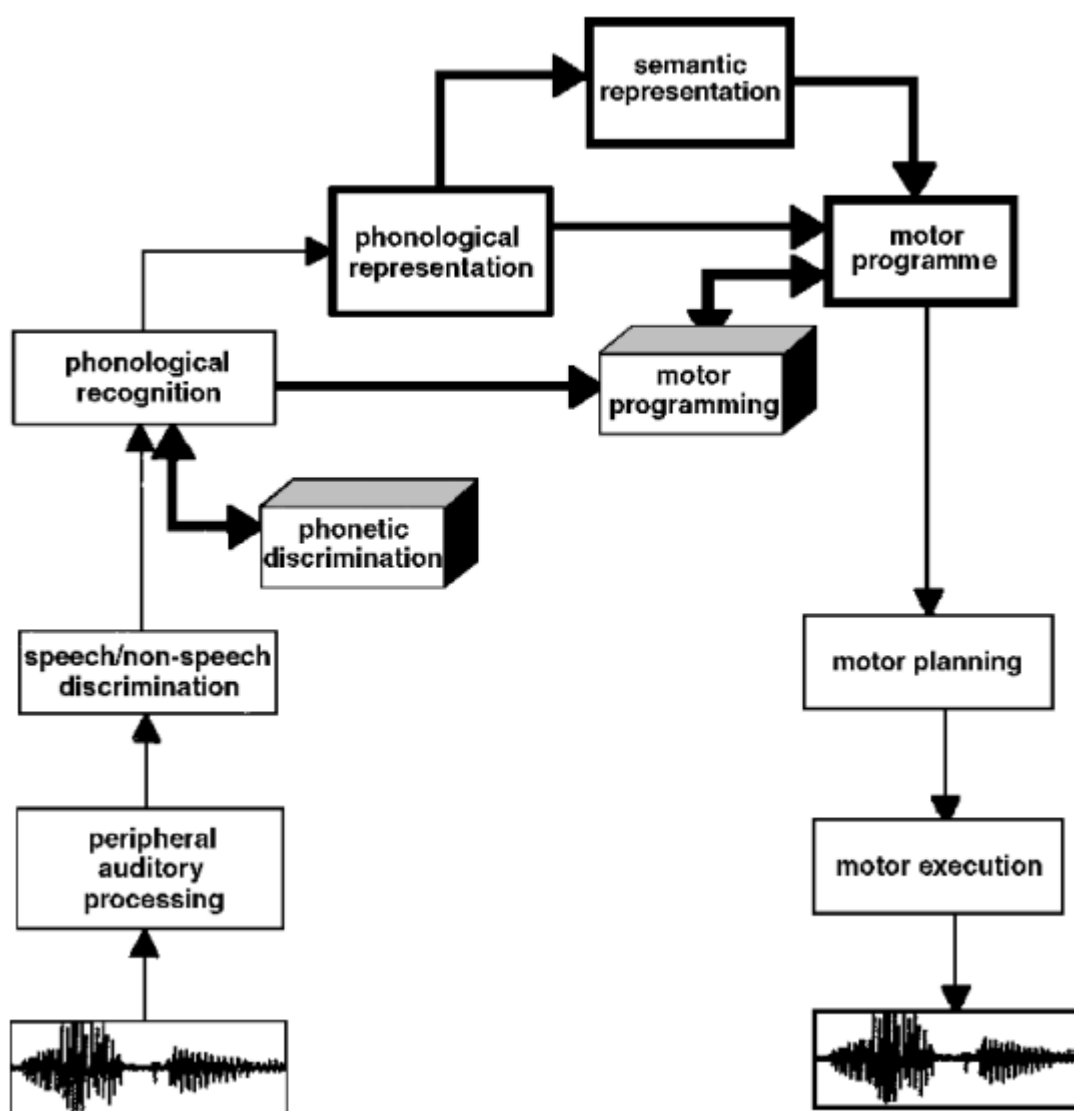 semantic
representation
phonological
representation
motor
programme
phonological
recognition
motor
programming
phonetic
discrimination
speech/non-speech
discrimination
motor planning
peripheral
auditory
processing
motor execution